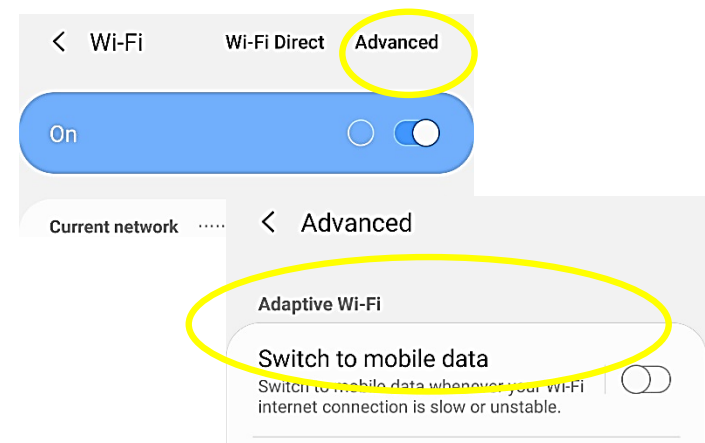 Wi-Fi Wi-Fi Direct Advanced
On
Current network
Advanced
Adaptive Wi-Fi
Switch to mobile data
Switch to mobile data whenever your Wi-Fi
internet connection is slow or unstable.